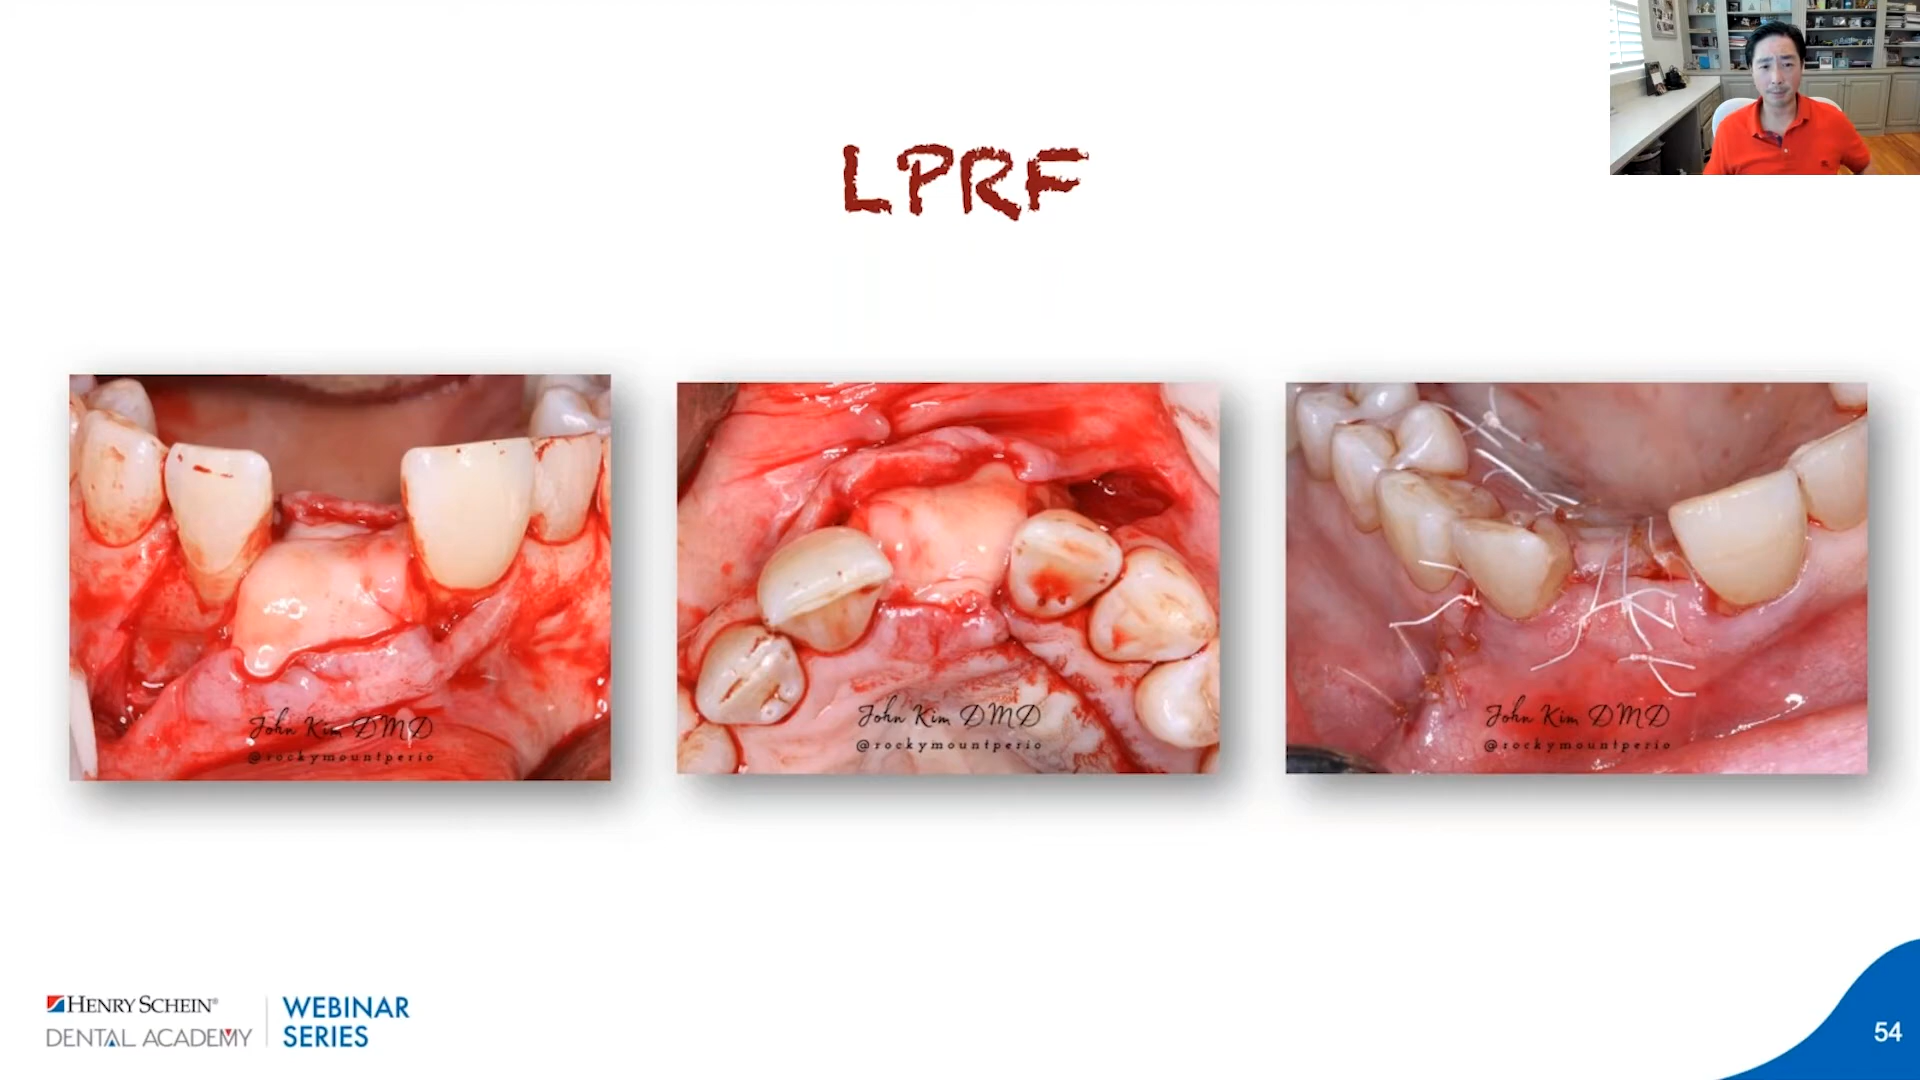 LPRF
John Kim DMD
@rockymountperio
John Kim DMD
@rockymountperio
John Kim DMD
@rockymountperio
HENRY SCHEIN®
DENTAL ACADEMY
WEBINAR
SERIES
54